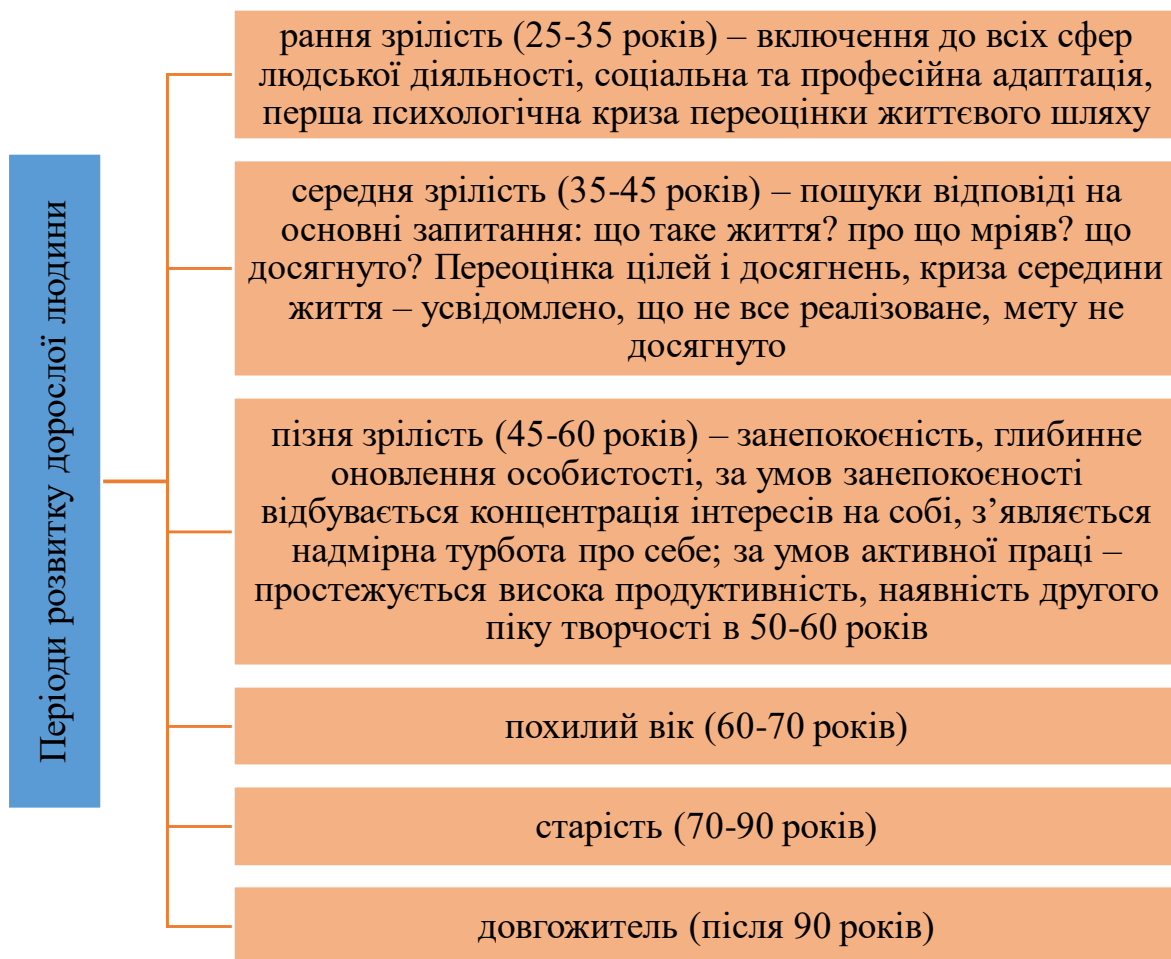 Періоди розвитку дорослої людини
рання зрілість (25-35 років) – включення до всіх сфер
людської діяльності, соціальна та професійна адаптація,
перша психологічна криза переоцінки життєвого шляху
середня зрілість (35-45 років) – пошуки відповіді на
основні запитання: що таке життя? про що мріяв? що
досягнуто? Переоцінка цілей і досягнень, криза середини
життя – усвідомлено, що не все реалізоване, мету не
досягнуто
пізня зрілість (45-60 років) – занепокоєність, глибинне
оновлення особистості, за умов занепокоєності
відбувається концентрація інтересів на собі, з’являється
надмірна турбота про себе; за умов активної праці –
простежується висока продуктивність, наявність другого
піку творчості в 50-60 років
похилий вік (60-70 років)
старість (70-90 років)
довгожитель (після 90 років)